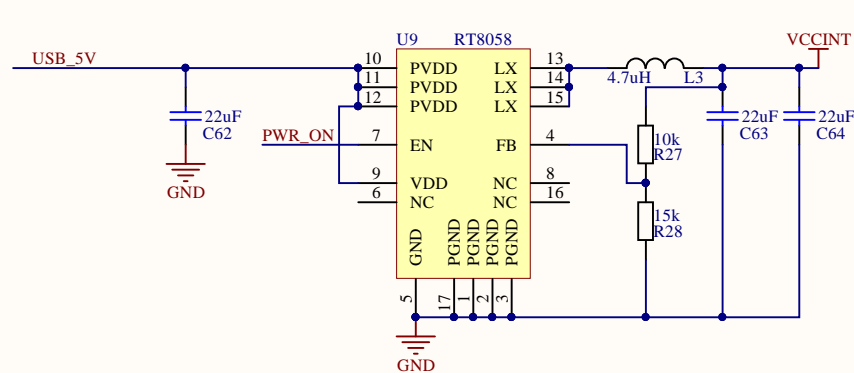 U9 RT8058
VCCINT
USB_5V
10 PVDD LX 13
11 PVDD LX 14
12 PVDD LX 15
4.7uH L3
22uF
C62
22uF
C63
22uF
C64
PWR_ON
7 EN FB 4
10k
R27
GND
9 VDD NC 8
6 NC NC 16
15k
R28
GND PGND PGND PGND PGND
5 17 1 2 3
GND